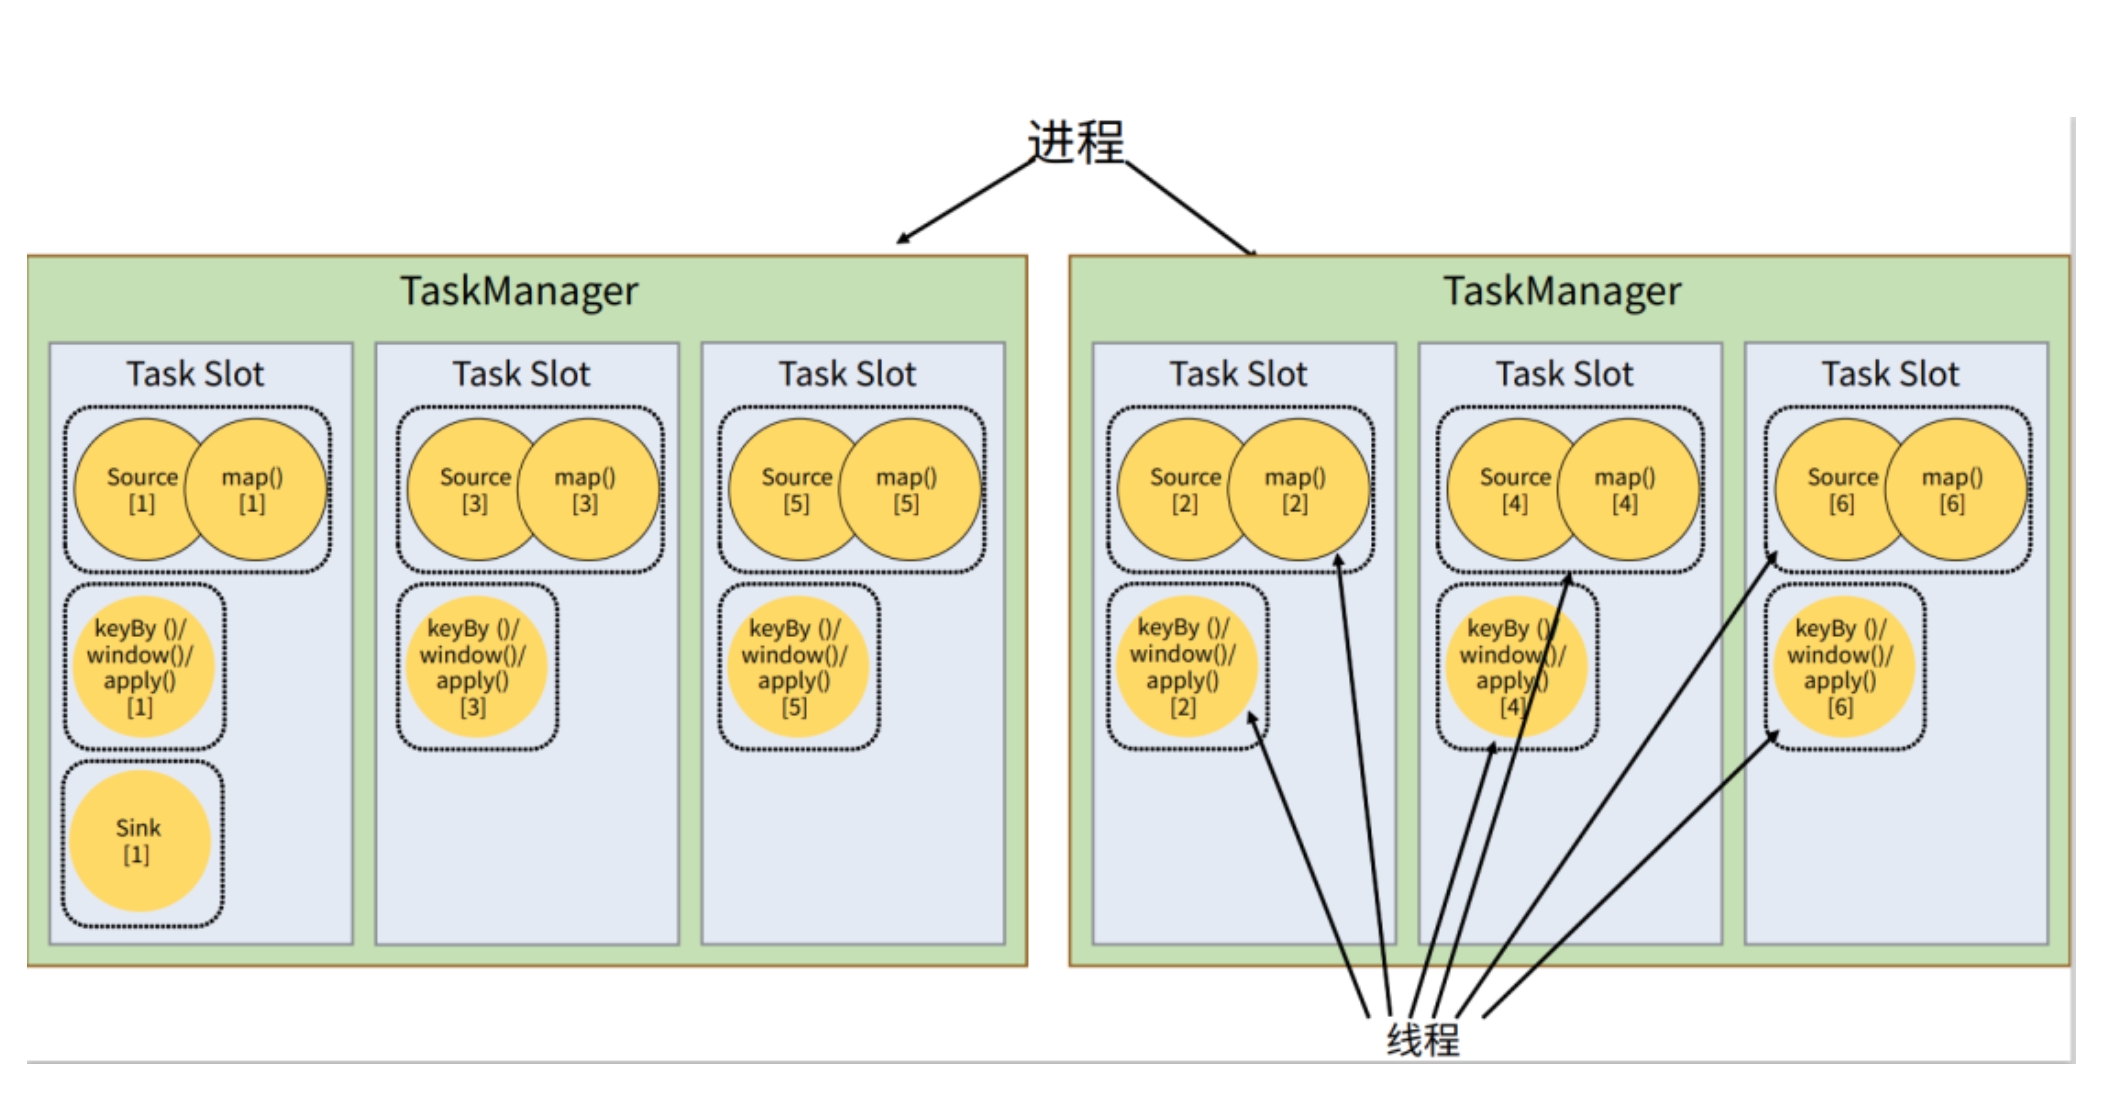 进程
TaskManager
Task Slot
Source
[1]
map()
[1]
keyBy ()/
window()/
apply()
[1]
Sink
[1]
Task Slot
Source
[3]
map()
[3]
keyBy ()/
window()/
apply()
[3]
Task Slot
Source
[5]
map()
[5]
keyBy ()/
window()/
apply()
[5]
TaskManager
Task Slot
Source
[2]
map()
[2]
keyBy ()/
window()/
apply()
[2]
Task Slot
Source
[4]
map()
[4]
keyBy ()/
window()/
apply()
[4]
Task Slot
Source
[6]
map()
[6]
keyBy ()/
window()/
apply()
[6]
线程